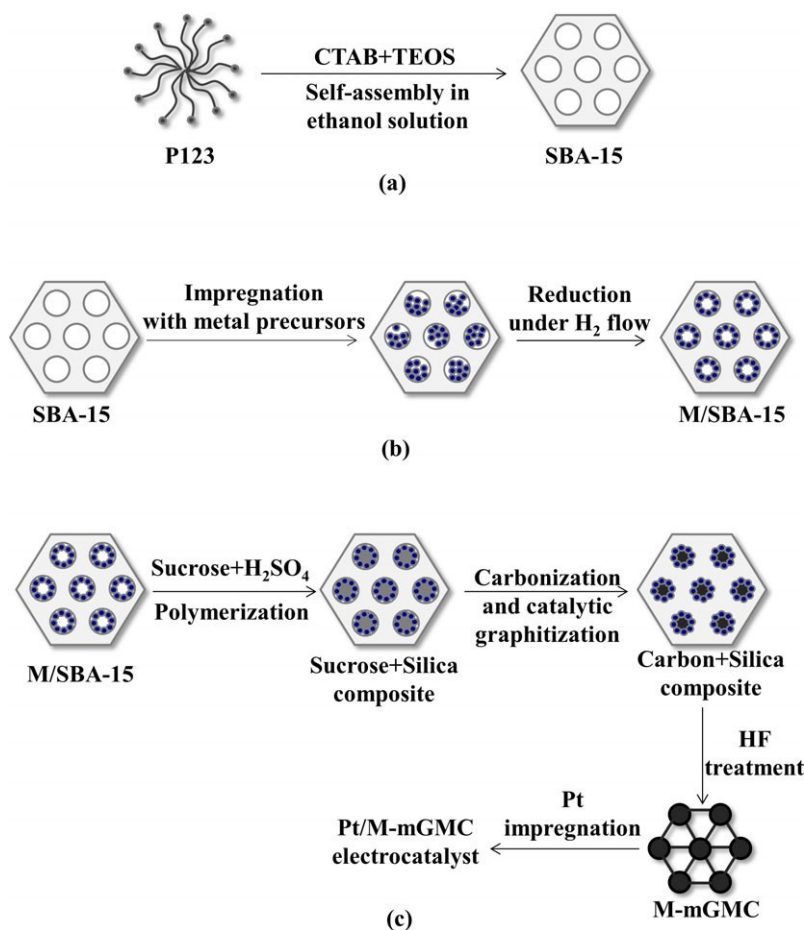 CTAB+TEOS
Self-assembly in
ethanol solution
P123
SBA-15
(a)
Impregnation
with metal precursors
Reduction
under H₂ flow
SBA-15
M/SBA-15
(b)
Sucrose+H₂SO₄
Polymerization
Carbonization
and catalytic
graphitization
M/SBA-15
Sucrose+Silica
composite
Carbon+Silica
composite
HF
treatment
Pt
impregnation
Pt/M-mGMC
electrocatalyst
M-mGMC
(c)